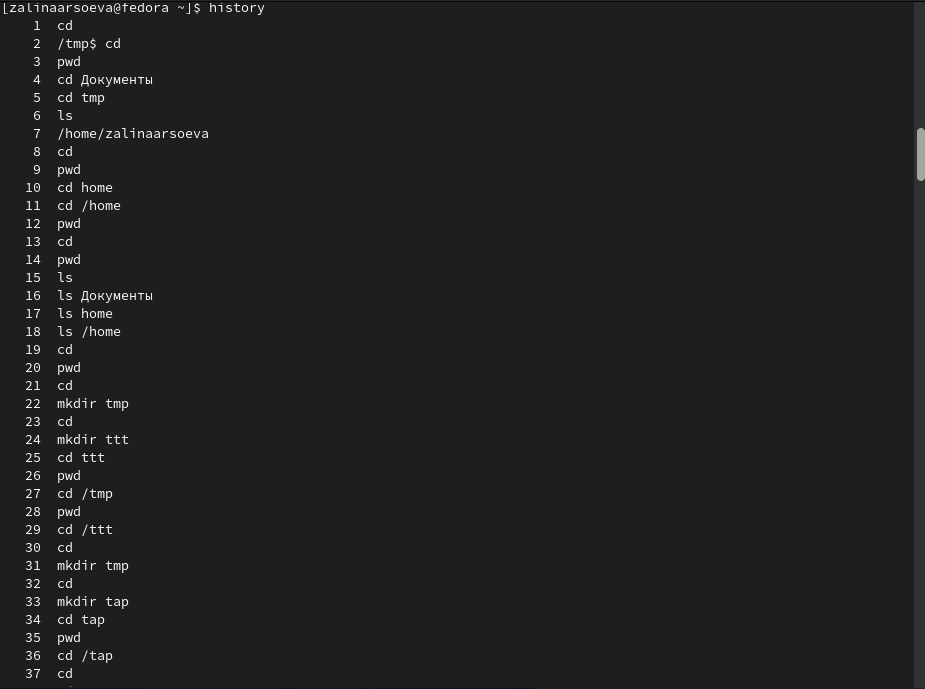 [zalinaarsoeva@fedora ~]$ history
1 cd
2 /tmp$ cd
3 pwd
4 cd Документы
5 cd tmp
6 ls
7 /home/zalinaarsoeva
8 cd
9 pwd
10 cd home
11 cd /home
12 pwd
13 cd
14 pwd
15 ls
16 ls Документы
17 ls home
18 ls /home
19 cd
20 pwd
21 cd
22 mkdir tmp
23 cd
24 mkdir ttt
25 cd ttt
26 pwd
27 cd /tmp
28 pwd
29 cd /ttt
30 cd
31 mkdir tmp
32 cd
33 mkdir tap
34 cd tap
35 pwd
36 cd /tap
37 cd